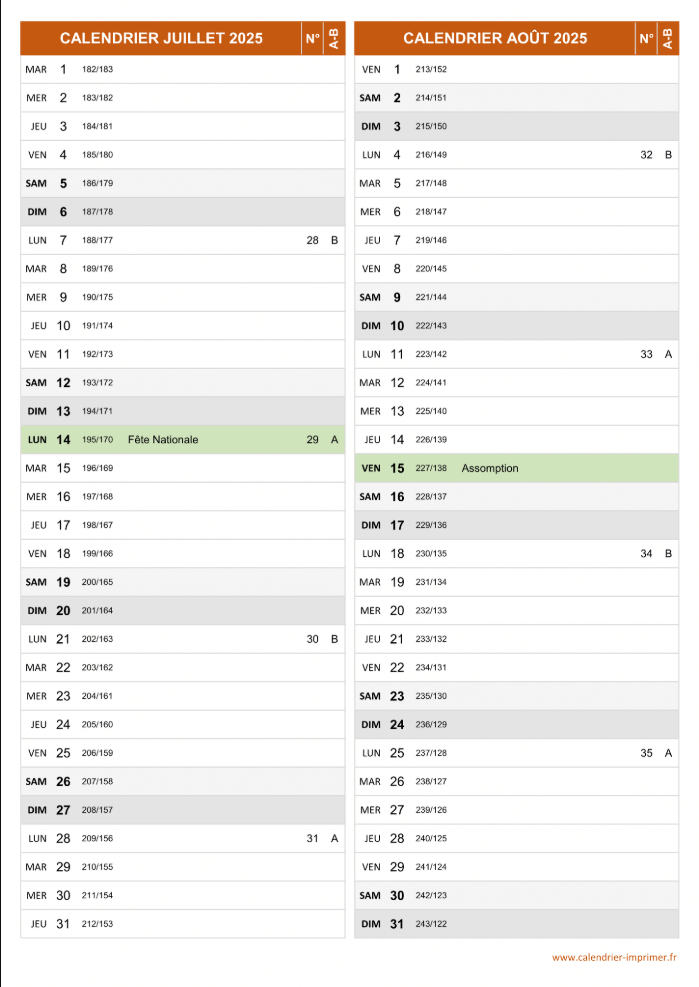 CALENDRIER JUILLET 2025 N° A-B
MAR 1 182/183
MER 2 183/182
JEU 3 184/181
VEN 4 185/180
SAM 5 186/179
DIM 6 187/178
LUN 7 188/177 28 B
MAR 8 189/176
MER 9 190/175
JEU 10 191/174
VEN 11 192/173
SAM 12 193/172
DIM 13 194/171
LUN 14 195/170 Fête Nationale 29 A
MAR 15 196/169
MER 16 197/168
JEU 17 198/167
VEN 18 199/166
SAM 19 200/165
DIM 20 201/164
LUN 21 202/163 30 B
MAR 22 203/162
MER 23 204/161
JEU 24 205/160
VEN 25 206/159
SAM 26 207/158
DIM 27 208/157
LUN 28 209/156 31 A
MAR 29 210/155
MER 30 211/154
JEU 31 212/153
CALENDRIER AOÛT 2025 N° A-B
VEN 1 213/152
SAM 2 214/151
DIM 3 215/150
LUN 4 216/149 32 B
MAR 5 217/148
MER 6 218/147
JEU 7 219/146
VEN 8 220/145
SAM 9 221/144
DIM 10 222/143
LUN 11 223/142 33 A
MAR 12 224/141
MER 13 225/140
JEU 14 226/139
VEN 15 227/138 Assomption
SAM 16 228/137
DIM 17 229/136
LUN 18 230/135 34 B
MAR 19 231/134
MER 20 232/133
JEU 21 233/132
VEN 22 234/131
SAM 23 235/130
DIM 24 236/129
LUN 25 237/128 35 A
MAR 26 238/127
MER 27 239/126
JEU 28 240/125
VEN 29 241/124
SAM 30 242/123
DIM 31 243/122
www.calendrier-imprimer.fr